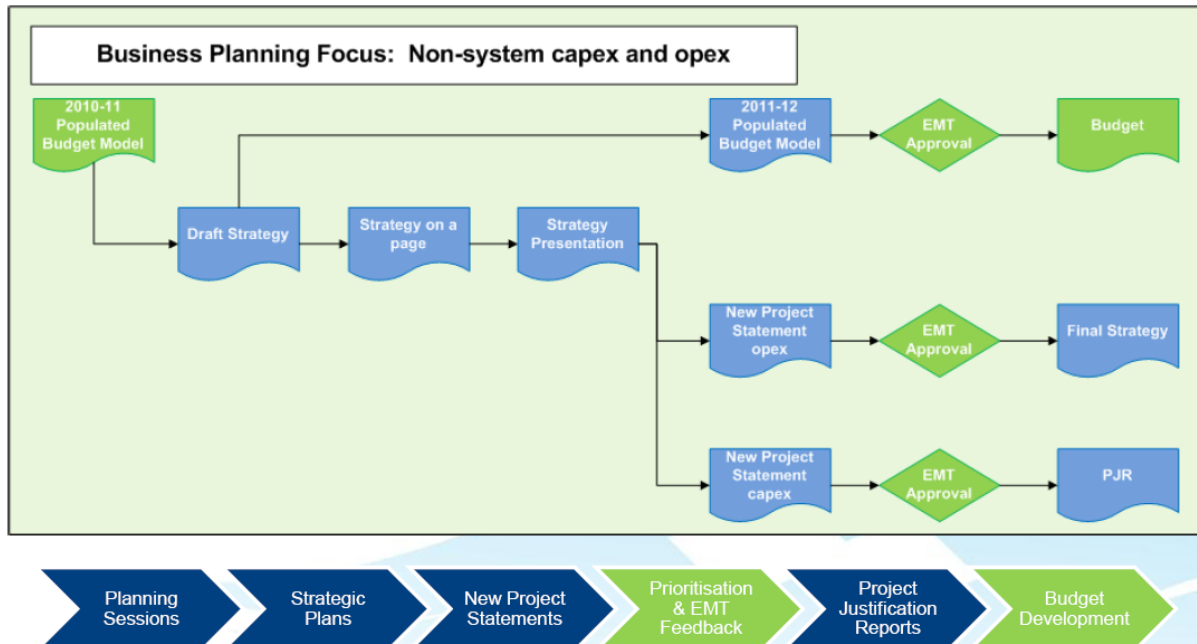 Business Planning Focus:  Non-system capex and opex
2010-11
Populated
Budget Model
2011-12
Populated
Budget Model
EMT
Approval
Budget
Draft Strategy
Strategy on a
page
Strategy
Presentation
New Project
Statement
opex
EMT
Approval
Final Strategy
New Project
Statement
capex
EMT
Approval
PJR
Planning
Sessions
Strategic
Plans
New Project
Statements
Prioritisation
& EMT
Feedback
Project
Justification
Reports
Budget
Development